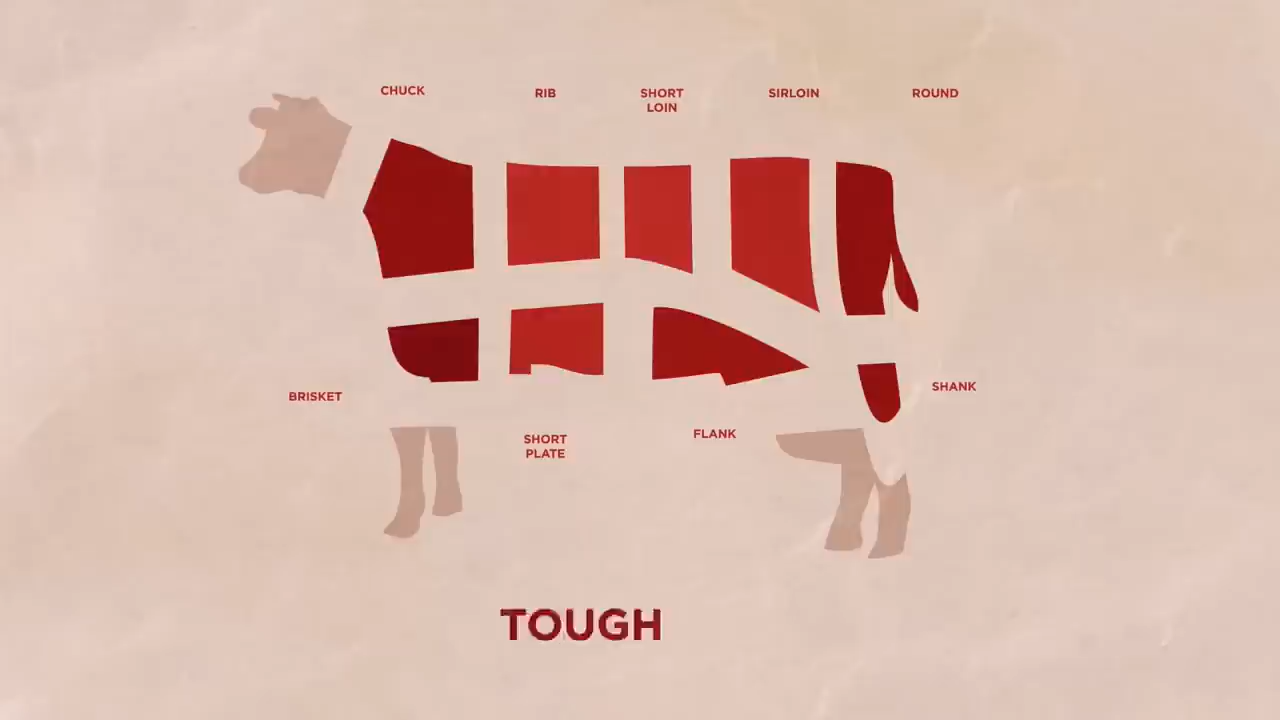 CHUCK
RIB
SHORT
LOIN
SIRLOIN
ROUND
BRISKET
SHORT
PLATE
FLANK
SHANK
TOUGH